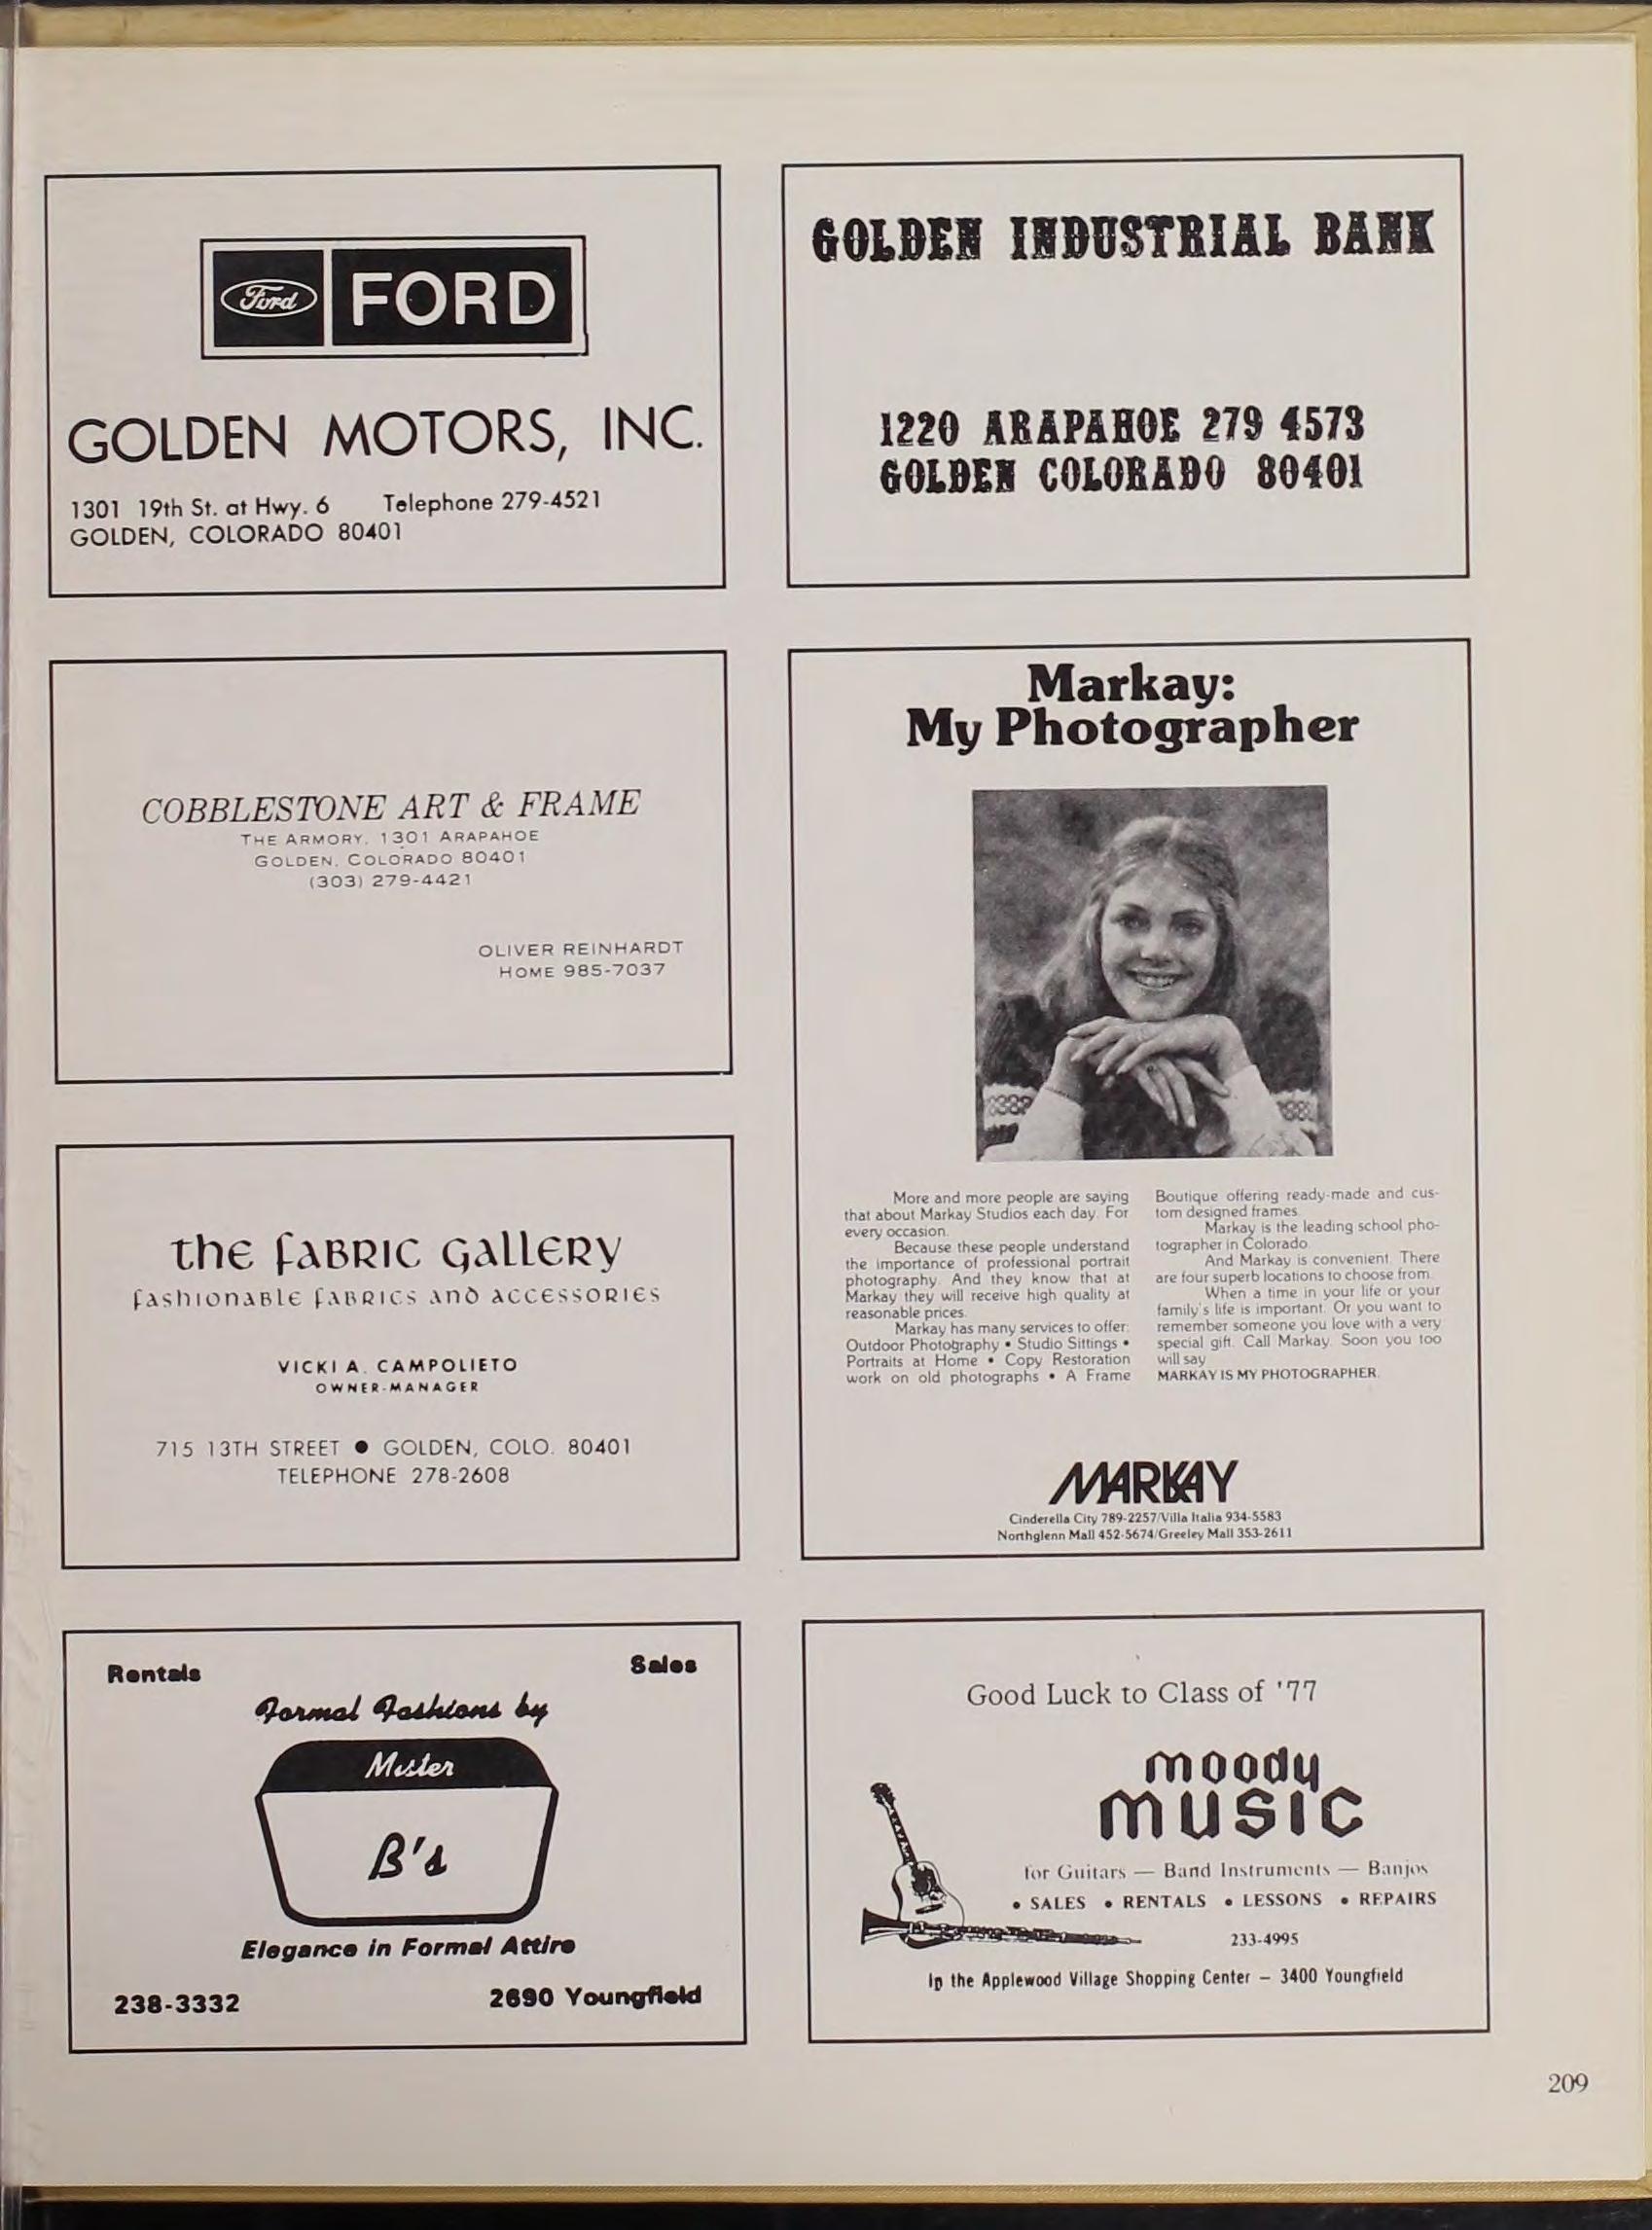 Ford FORD
GOLDEN MOTORS, INC.
1301 19th St. at Hwy. 6 Telephone 279-4521
GOLDEN, COLORADO 80401
GOLDEN INDUSTRIAL BANK
1220 ARAPAHOE 279 4573
GOLDEN COLORADO 80401
COBBLESTONE ART & FRAME
THE ARMORY, 1301 ARAPAHOE
GOLDEN, COLORADO 80401
(303) 279-4421
OLIVER REINHARDT
HOME 985-7037
Markay:
My Photographer
More and more people are saying
that about Markay Studios each day. For
every occasion.
Because these people understand
the importance of professional portrait
photography. And they know that at
Markay they will receive high quality at
reasonable prices.
Markay has many services to offer;
Outdoor Photography • Studio Sittings •
Portraits at Home • Copy Restoration
work on old photographs • A Frame
Boutique offering ready-made and cus-
tom designed frames.
Markay is the leading school pho-
tographer in Colorado.
And Markay is convenient. There
are four superb locations to choose from.
When a time in your life or your
family's life is important. Or you want to
remember someone you love with a very
special gift. Call Markay. Soon you too
will say
MARKAY IS MY PHOTOGRAPHER.
MARKAY
Cinderella City 789-2257/Villa Italia 934-5583
Northglenn Mall 452-5674/Greeley Mall 353-2611
the FABRIC GALLERY
fashionable fabrics and accessories
VICKI A. CAMPOLIETO
OWNER-MANAGER
715 13TH STREET ● GOLDEN, COLO. 80401
TELEPHONE 278-2608
Rentals Sales
Formal Fashions by
Mister
B's
Elegance in Formal Attire
238-3332 2690 Youngfield
Good Luck to Class of '77
moody
music
for Guitars — Band Instruments — Banjos
• SALES • RENTALS • LESSONS • REPAIRS
233-4995
In the Applewood Village Shopping Center — 3400 Youngfield
209